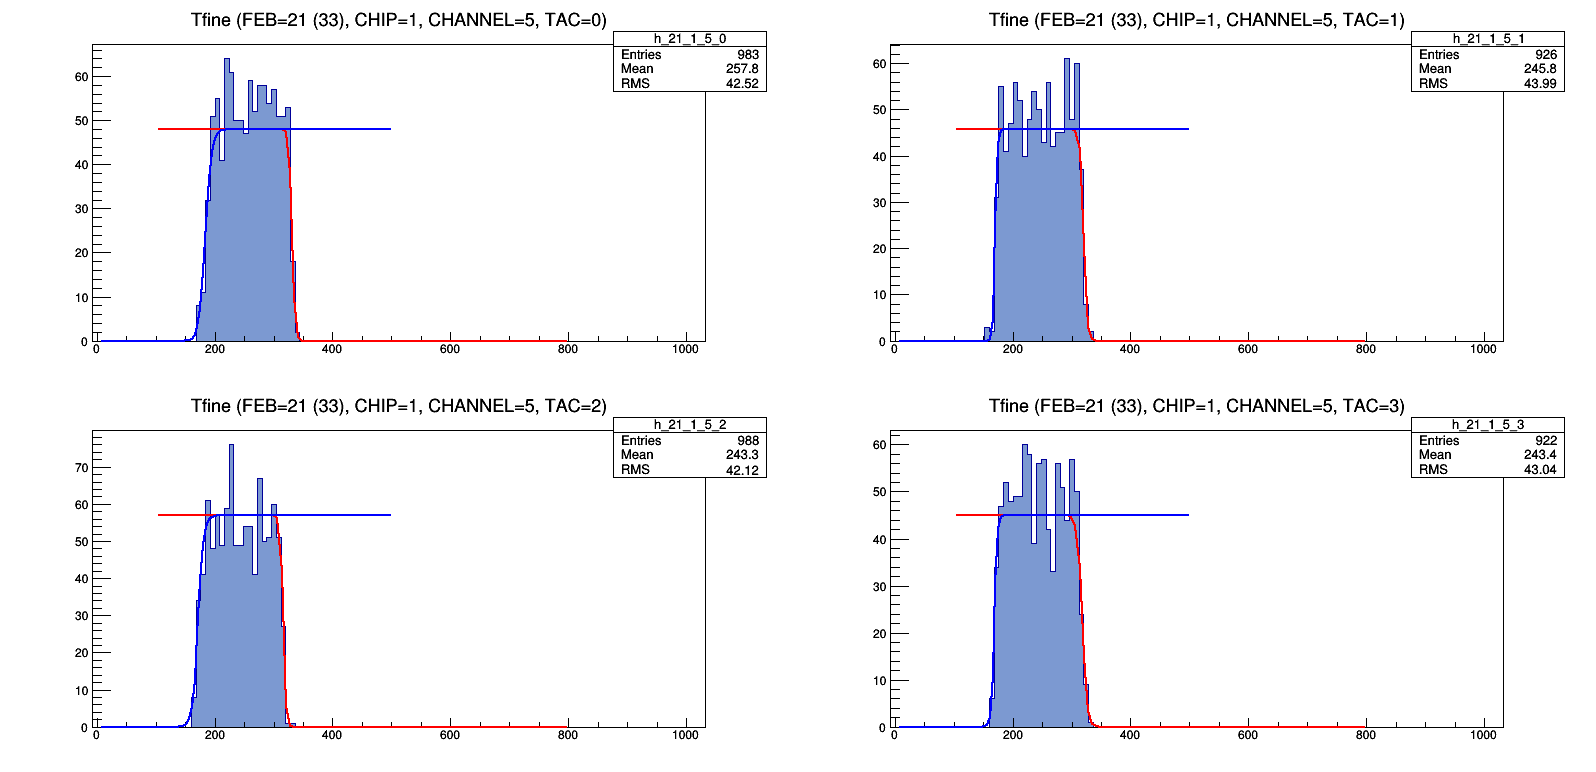 Tfine (FEB=21 (33), CHIP=1, CHANNEL=5, TAC=0)
h_21_1_5_0
Entries 983
Mean 257.8
RMS 42.52
60
50
40
30
20
10
0
0 200 400 600 800 1000
Tfine (FEB=21 (33), CHIP=1, CHANNEL=5, TAC=1)
h_21_1_5_1
Entries 926
Mean 245.8
RMS 43.99
60
50
40
30
20
10
0
0 200 400 600 800 1000
Tfine (FEB=21 (33), CHIP=1, CHANNEL=5, TAC=2)
h_21_1_5_2
Entries 988
Mean 243.3
RMS 42.12
70
60
50
40
30
20
10
0
0 200 400 600 800 1000
Tfine (FEB=21 (33), CHIP=1, CHANNEL=5, TAC=3)
h_21_1_5_3
Entries 922
Mean 243.4
RMS 43.04
60
50
40
30
20
10
0
0 200 400 600 800 1000